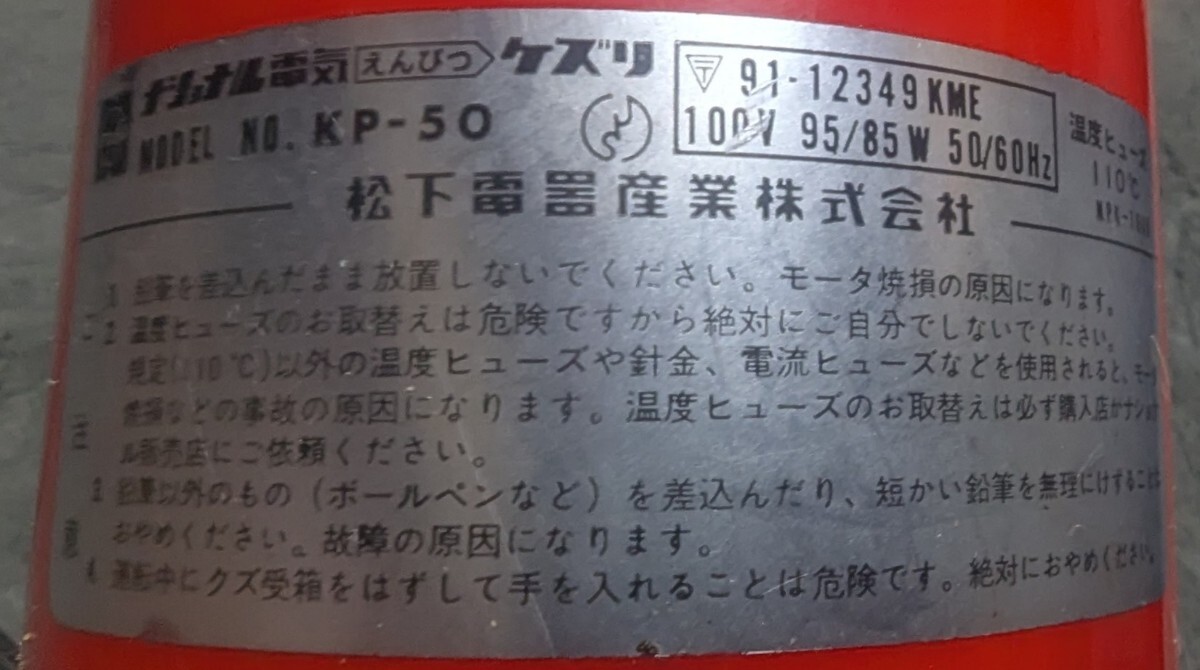 ナショナル電気えんぴつケズリ
MODEL NO. KP-50
〒 91-12349 KME
100V 95/85W 50/60Hz
温度ヒューズ
110℃
松下電器産業株式会社
1. 鉛筆を差込んだまま放置しないでください。モータ焼損の原因になります。
2. 温度ヒューズのお取替えは危険ですから絶対にご自分でしないでください。
規定(110℃)以外の温度ヒューズや針金、電流ヒューズなどを使用されると、モー
焼損などの事故の原因になります。温度ヒューズのお取替えは必ず購入店かナショナ
ル販売店にご依頼ください。
3. 鉛筆以外のもの(ボールペンなど)を差込んだり、短かい鉛筆を無理にけずること
おやめください。故障の原因になります。
4. 運転中にクズ受箱をはずして手を入れることは危険です。絶対におやめください。